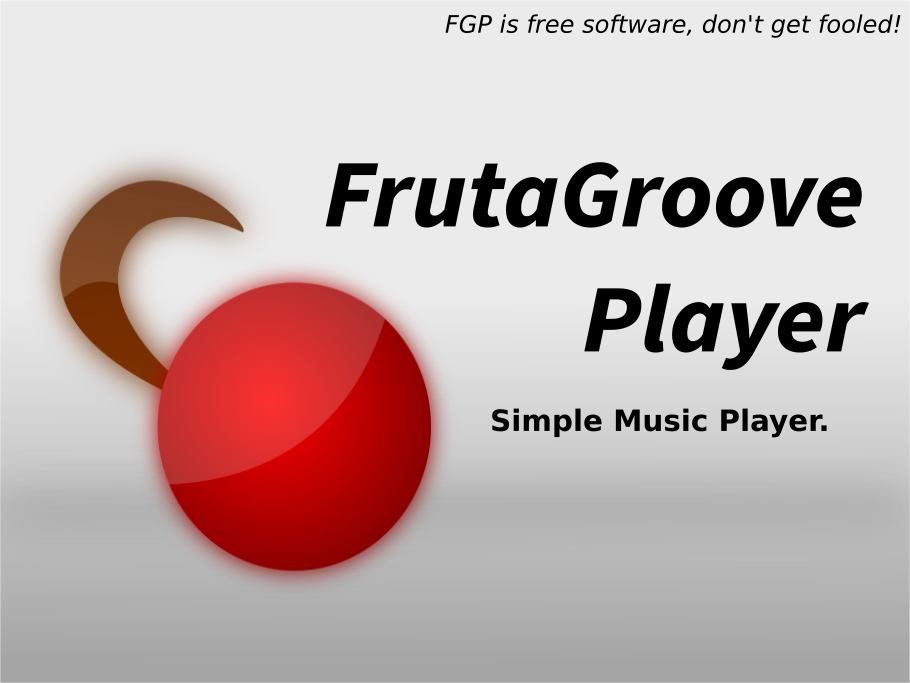 FGP is free software, don't get fooled!
FrutaGroove
Player
Simple Music Player.